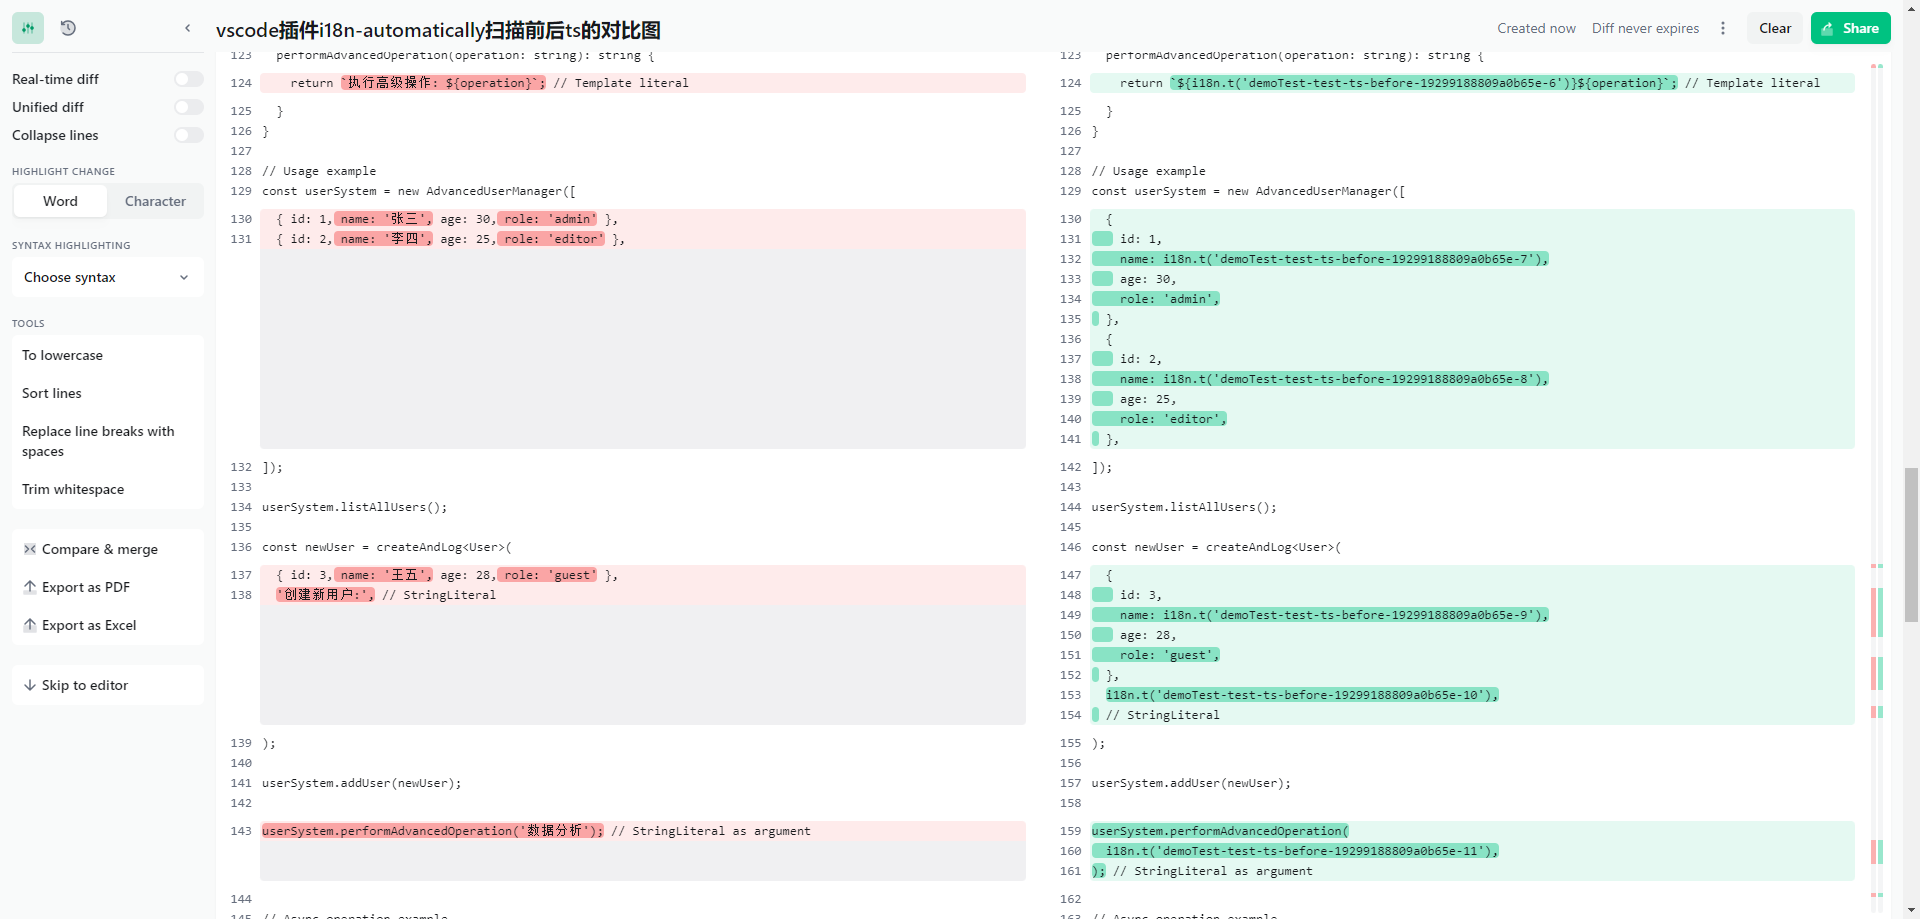 vscode插件i18n-automatically扫描前后ts的对比图
Created now
Diff never expires
Clear
Share
Real-time diff
Unified diff
Collapse lines
HIGHLIGHT CHANGE
Word
Character
SYNTAX HIGHLIGHTING
Choose syntax
TOOLS
To lowercase
Sort lines
Replace line breaks with
spaces
Trim whitespace
Compare & merge
Export as PDF
Export as Excel
Skip to editor
123 performAdvancedOperation(operation: string): string {
124 return `执行高级操作: ${operation}`; // Template literal
125 }
126 }
127
128 // Usage example
129 const userSystem = new AdvancedUserManager([
130 { id: 1, name: '张三', age: 30, role: 'admin' },
131 { id: 2, name: '李四', age: 25, role: 'editor' },
132 ]);
133
134 userSystem.listAllUsers();
135
136 const newUser = createAndLog<User>(
137 { id: 3, name: '王五', age: 28, role: 'guest' },
138 '创建新用户:', // StringLiteral
139 );
140
141 userSystem.addUser(newUser);
142
143 userSystem.performAdvancedOperation('数据分析'); // StringLiteral as argument
144
145 // Async operation example
123 performAdvancedOperation(operation: string): string {
124 return `${i18n.t('demoTest-test-ts-before-19299188809a0b65e-6')}${operation}`; // Template literal
125 }
126 }
127
128 // Usage example
129 const userSystem = new AdvancedUserManager([
130 {
131 id: 1,
132 name: i18n.t('demoTest-test-ts-before-19299188809a0b65e-7'),
133 age: 30,
134 role: 'admin',
135 },
136 {
137 id: 2,
138 name: i18n.t('demoTest-test-ts-before-19299188809a0b65e-8'),
139 age: 25,
140 role: 'editor',
141 },
142 ]);
143
144 userSystem.listAllUsers();
145
146 const newUser = createAndLog<User>(
147 {
148 id: 3,
149 name: i18n.t('demoTest-test-ts-before-19299188809a0b65e-9'),
150 age: 28,
151 role: 'guest',
152 },
153 i18n.t('demoTest-test-ts-before-19299188809a0b65e-10'),
154 // StringLiteral
155 );
156
157 userSystem.addUser(newUser);
158
159 userSystem.performAdvancedOperation(
160 i18n.t('demoTest-test-ts-before-19299188809a0b65e-11'),
161 ); // StringLiteral as argument
162
163 // Async operation example